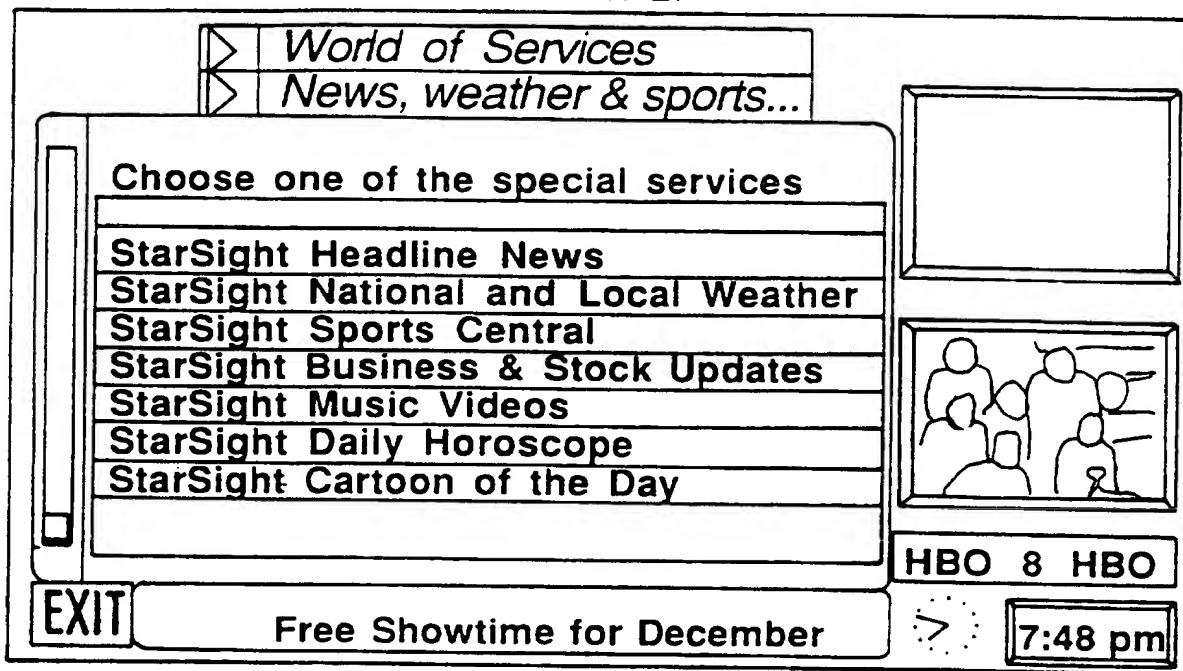 World of Services
News, weather & sports...
Choose one of the special services
StarSight Headline News
StarSight National and Local Weather
StarSight Sports Central
StarSight Business & Stock Updates
StarSight Music Videos
StarSight Daily Horoscope
StarSight Cartoon of the Day
HBO 8 HBO
EXIT
Free Showtime for December
7:48 pm